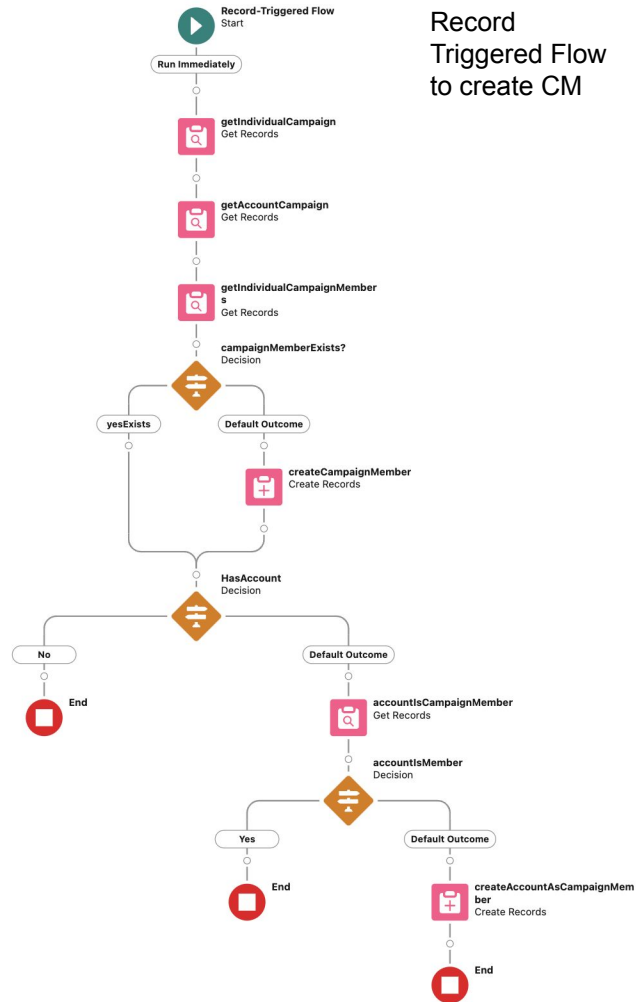 Record-Triggered Flow
Start
Record
Triggered Flow
to create CM
Run Immediately
getIndividualCampaign
Get Records
getAccountCampaign
Get Records
getIndividualCampaignMember
s
Get Records
campaignMemberExists?
Decision
yesExists
Default Outcome
createCampaignMember
Create Records
HasAccount
Decision
No
Default Outcome
End
accountIsCampaignMember
Get Records
accountIsMember
Decision
Yes
Default Outcome
End
createAccountAsCampaignMem
ber
Create Records
End